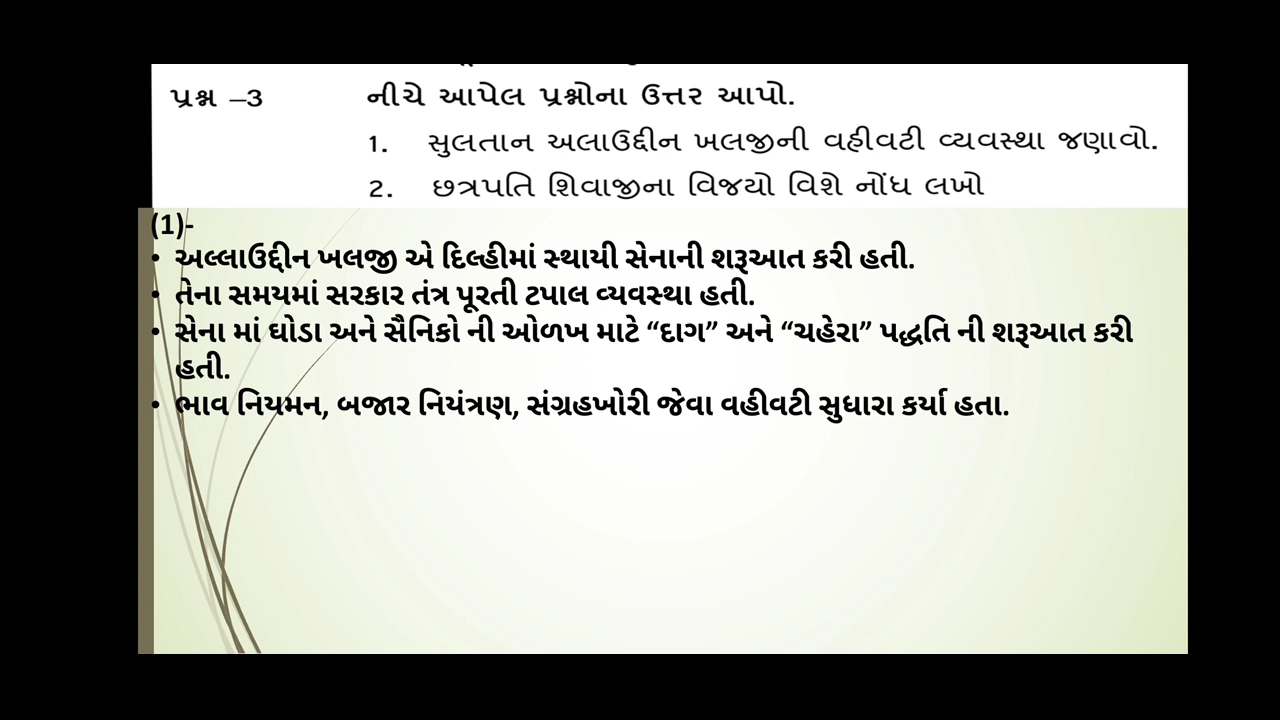 પ્રશ્ન –3 નીચે આપેલ પ્રશ્નોના ઉત્તર આપો.
1. સુલતાન અલાઉદ્દીન ખલજીની વહીવટી વ્યવસ્થા જણાવો.
2. છત્રપતિ શિવાજીના વિજયો વિશે નોંધ લખો
(1)-
• અલ્લાઉદ્દીન ખલજી એ દિલ્હીમાં સ્થાયી સેનાની શરૂઆત કરી હતી.
• તેના સમયમાં સરકાર તંત્ર પૂરતી ટપાલ વ્યવસ્થા હતી.
• સેના માં ઘોડા અને સૈનિકો ની ઓળખ માટે “દાગ” અને “ચહેરા” પદ્ધતિ ની શરૂઆત કરી
હતી.
• ભાવ નિયમન, બજાર નિયંત્રણ, સંગ્રહખોરી જેવા વહીવટી સુધારા કર્યા હતા.